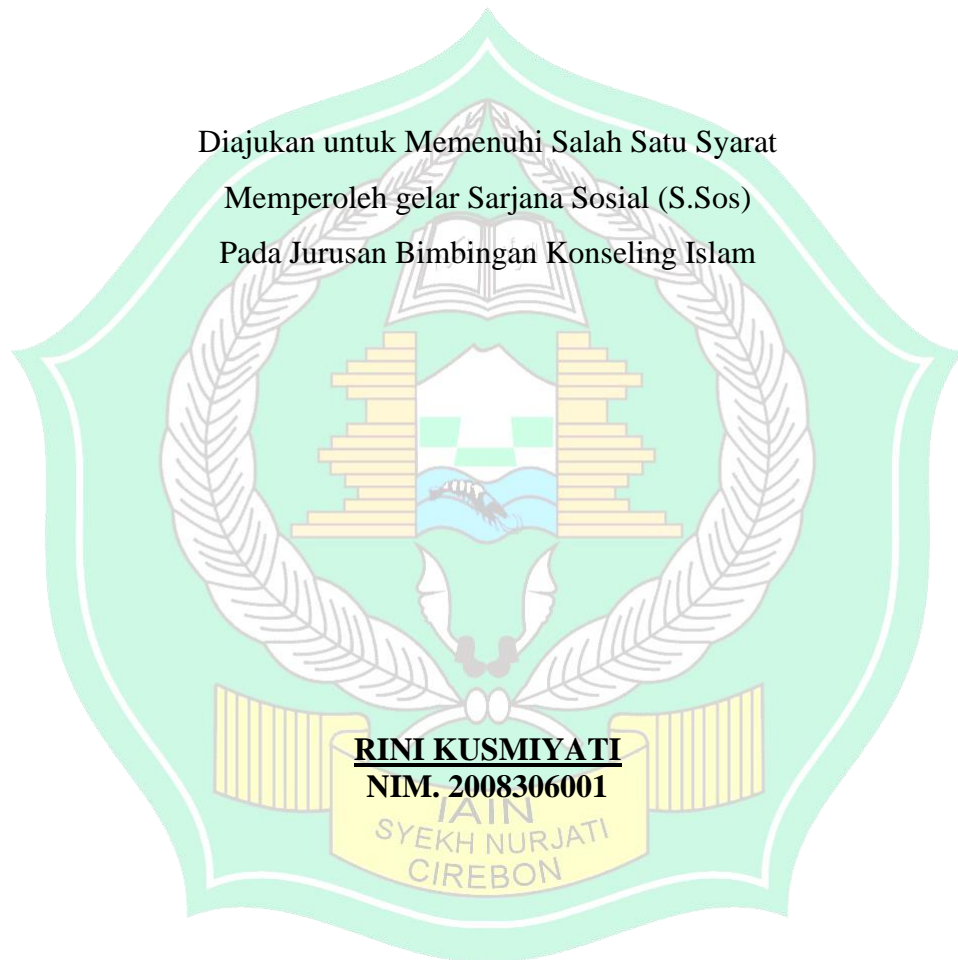 Diajukan untuk Memenuhi Salah Satu Syarat
Memperoleh gelar Sarjana Sosial (S.Sos)
Pada Jurusan Bimbingan Konseling Islam
RINI KUSMIYATI
NIM. 2008306001
IAIN
SYEKH NURJATI
CIREBON